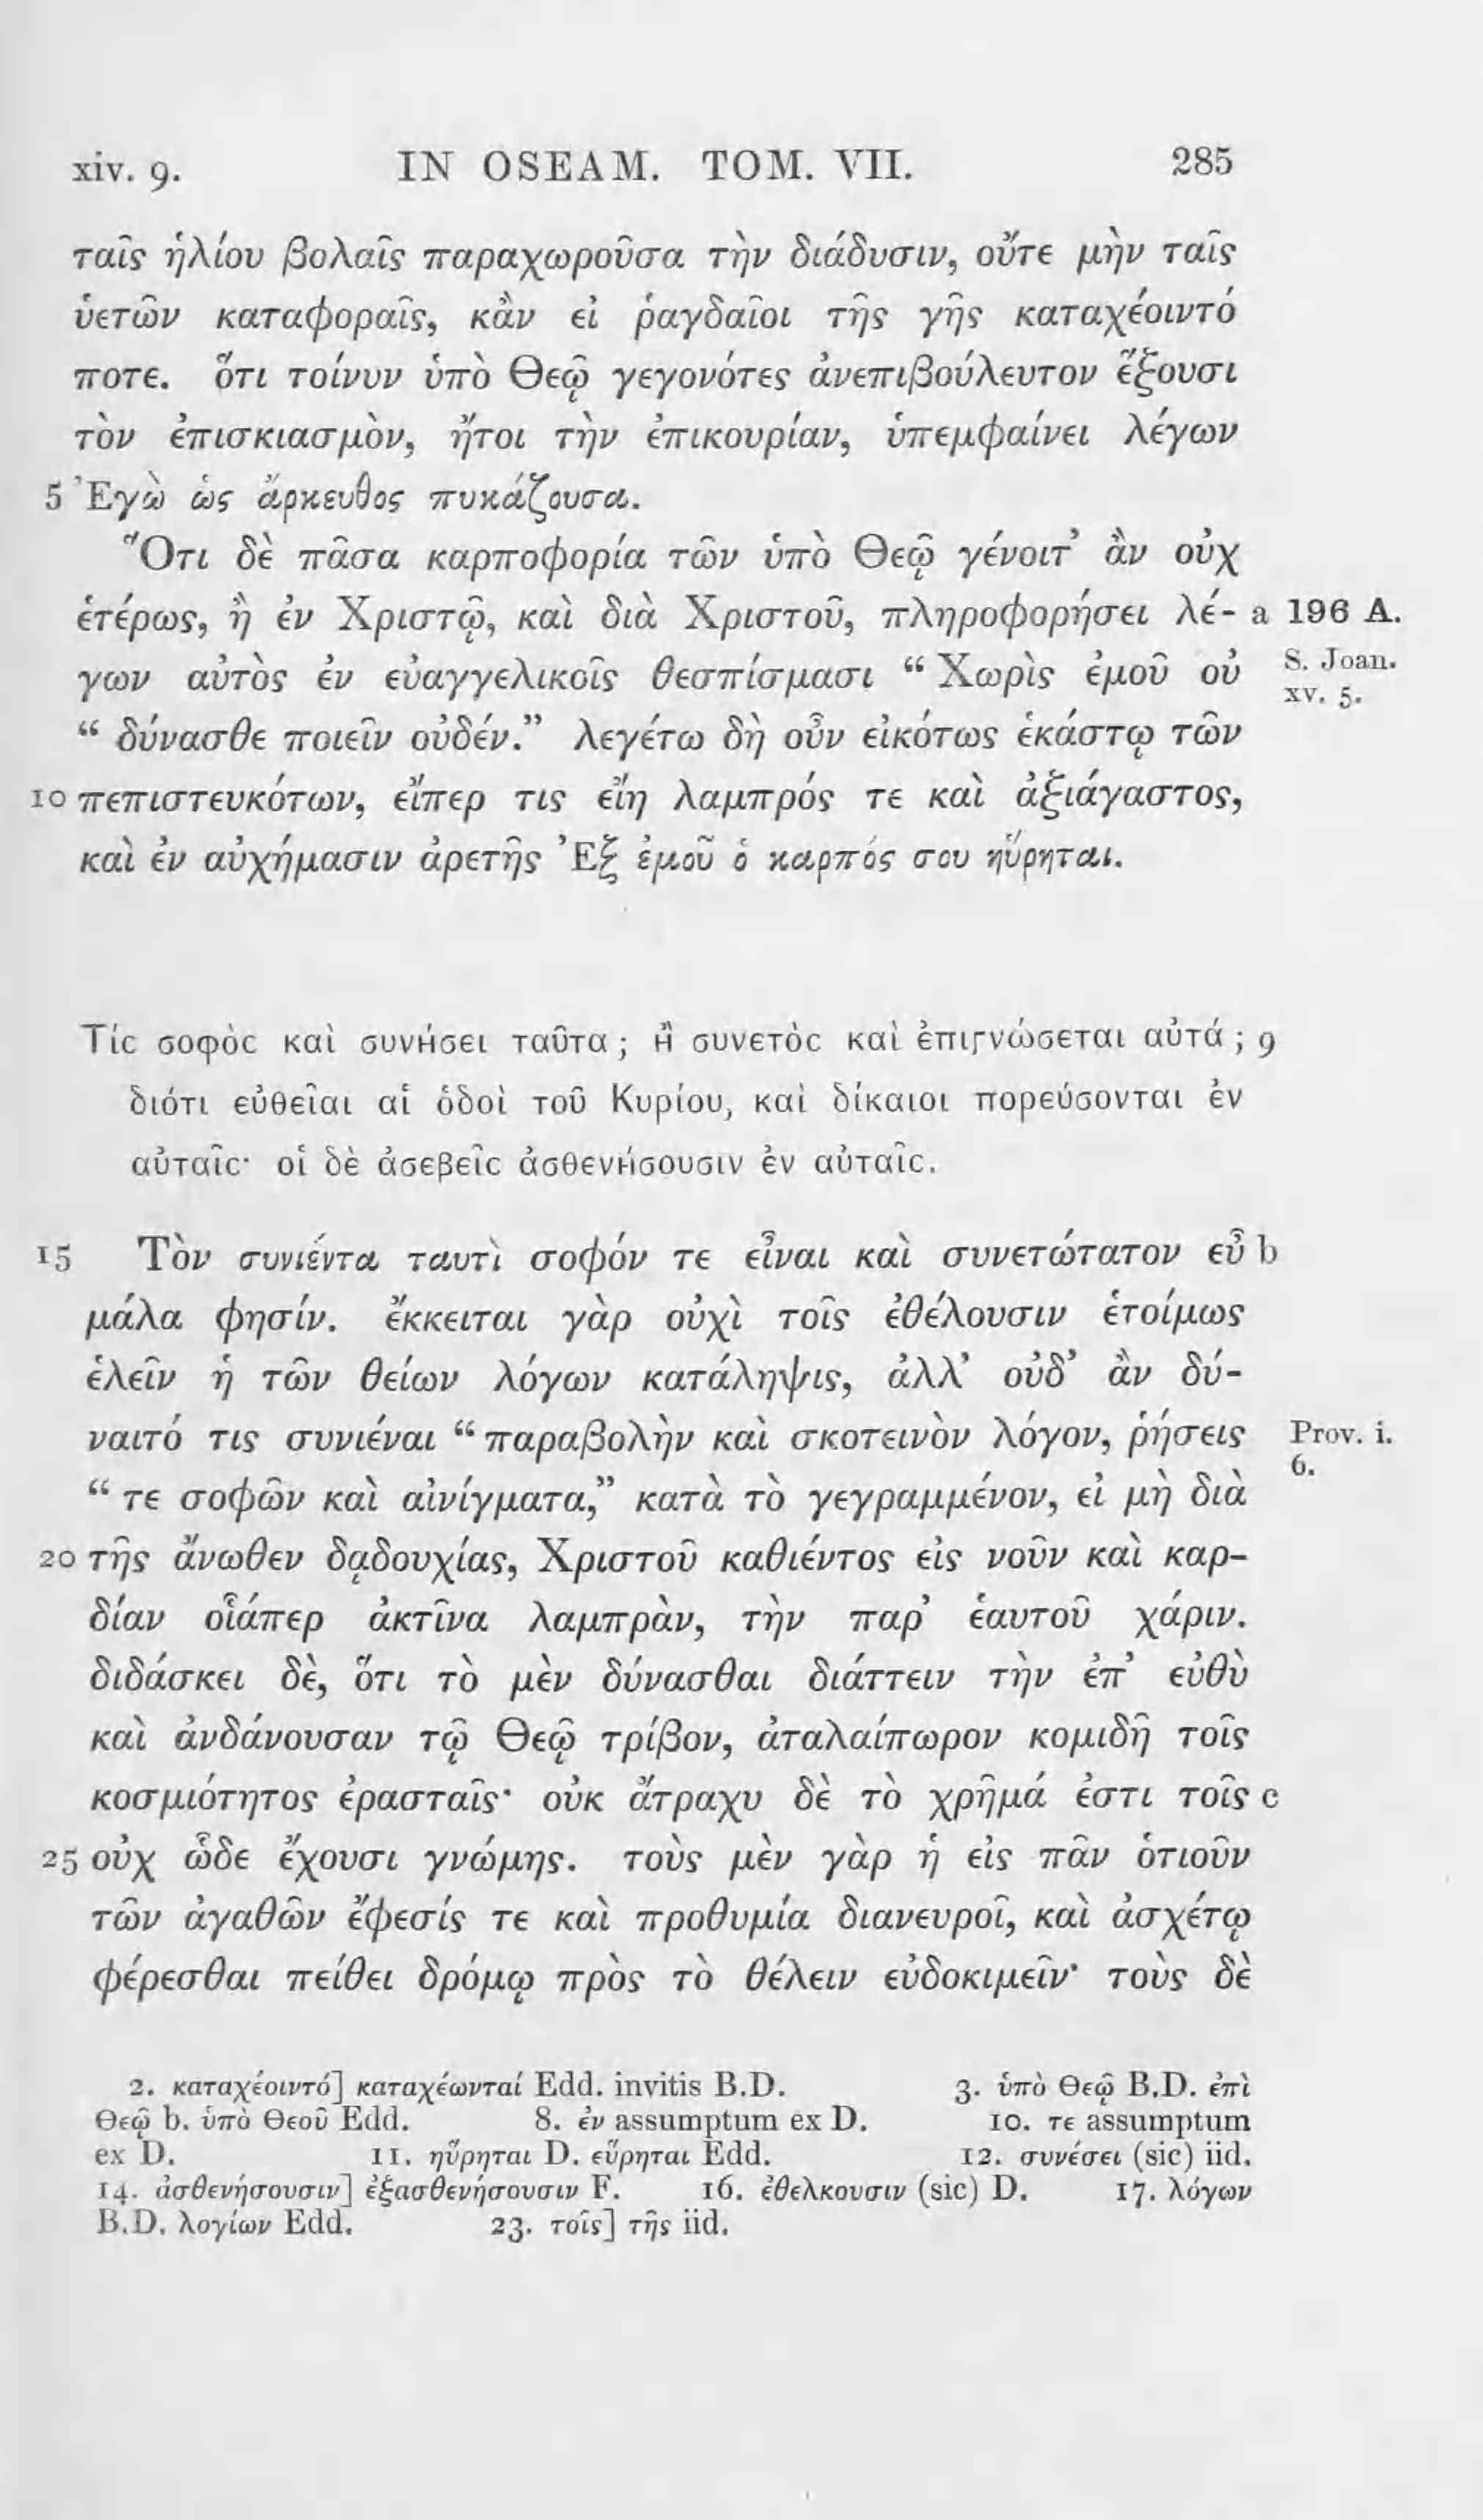 xiv. 9. IN OSEAM. TOM. VII. 285
ταῖς ἡλίου βολαῖς παραχωροῦσα τὴν διάδυσιν, οὔτε μὴν ταῖς
ὑετῶν καταφοραῖς, κἂν εἰ ῥαγδαῖοι τῆς γῆς καταχέοιντό
ποτε. ὅτι τοίνυν ὑπὸ Θεῷ γεγονότες ἀνεπιβούλευτον ἕξουσι
τὸν ἐπισκιασμὸν, ἤτοι τὴν ἐπικουρίαν, ὑπεμφαίνει λέγων
5 Ἐγὼ ὡς ἄρκευθος πυκάζουσα.
Ὅτι δὲ πᾶσα καρποφορία τῶν ὑπὸ Θεῷ γένοιτ’ ἂν οὐχ
ἑτέρως, ἢ ἐν Χριστῷ, καὶ διὰ Χριστοῦ, πληροφορήσει λέ- a 196 A.
γων αὐτὸς ἐν εὐαγγελικοῖς θεσπίσμασι “ Χωρὶς ἐμοῦ οὐ S. Joan. xv. 5.
“ δύνασθε ποιεῖν οὐδέν.” λεγέτω δὴ οὖν εἰκότως ἑκάστῳ τῶν
10 πεπιστευκότων, εἴπερ τις εἴη λαμπρός τε καὶ ἀξιάγαστος,
καὶ ἐν αὐχήμασιν ἀρετῆς Ἐξ ἐμοῦ ὁ καρπός σου ηὕρηται.
Τίς σοφὸς καὶ συνήσει ταῦτα ; ἢ συνετὸς καὶ ἐπιγνώσεται αὐτά ; 9
διότι εὐθεῖαι αἱ ὁδοὶ τοῦ Κυρίου, καὶ δίκαιοι πορεύσονται ἐν
αὐταῖς· οἱ δὲ ἀσεβεῖς ἀσθενήσουσιν ἐν αὐταῖς.
15 Τὸν συνιέντα ταυτὶ σοφόν τε εἶναι καὶ συνετώτατον εὖ b
μάλα φησίν. ἔκκειται γὰρ οὐχὶ τοῖς ἐθέλουσιν ἑτοίμως
ἑλεῖν ἡ τῶν θείων λόγων κατάληψις, ἀλλ’ οὐδ’ ἂν δύ-
ναιτό τις συνιέναι “ παραβολὴν καὶ σκοτεινὸν λόγον, ῥήσεις Prov. i. 6.
“ τε σοφῶν καὶ αἰνίγματα,” κατὰ τὸ γεγραμμένον, εἰ μὴ διὰ
20 τῆς ἄνωθεν δᾳδουχίας, Χριστοῦ καθιέντος εἰς νοῦν καὶ καρ-
δίαν οἷάπερ ἀκτῖνα λαμπρὰν, τὴν παρ’ ἑαυτοῦ χάριν.
διδάσκει δὲ, ὅτι τὸ μὲν δύνασθαι διάττειν τὴν ἐπ’ εὐθὺ
καὶ ἁνδάνουσαν τῷ Θεῷ τρίβον, ἀταλαίπωρον κομιδῆ τοῖς
κοσμιότητος ἐρασταῖς· οὐκ ἄτραχυ δὲ τὸ χρῆμά ἐστι τοῖς c
25 οὐχ ὧδε ἔχουσι γνώμης. τοὺς μὲν γὰρ ἡ εἰς πᾶν ὁτιοῦν
τῶν ἀγαθῶν ἔφεσίς τε καὶ προθυμία διανευροῖ, καὶ ἀσχέτῳ
φέρεσθαι πείθει δρόμῳ πρὸς τὸ θέλειν εὐδοκιμεῖν· τοὺς δὲ
2. καταχέοιντό] καταχέωνταί Edd. invitis B.D. 3. ὑπὸ Θεῷ B.D. ἐπὶ
Θεῷ b. ὑπὸ Θεοῦ Edd. 8. ἐν assumptum ex D. 10. τε assumptum
ex D. 11. ηὕρηται D. εὕρηται Edd. 12. συνέσει (sic) iid.
14. ἀσθενήσουσιν] ἐξασθενήσουσιν F. 16. ἐθελκουσιν (sic) D. 17. λόγων
B.D. λογίων Edd. 23. τοῖς] τῆς iid.